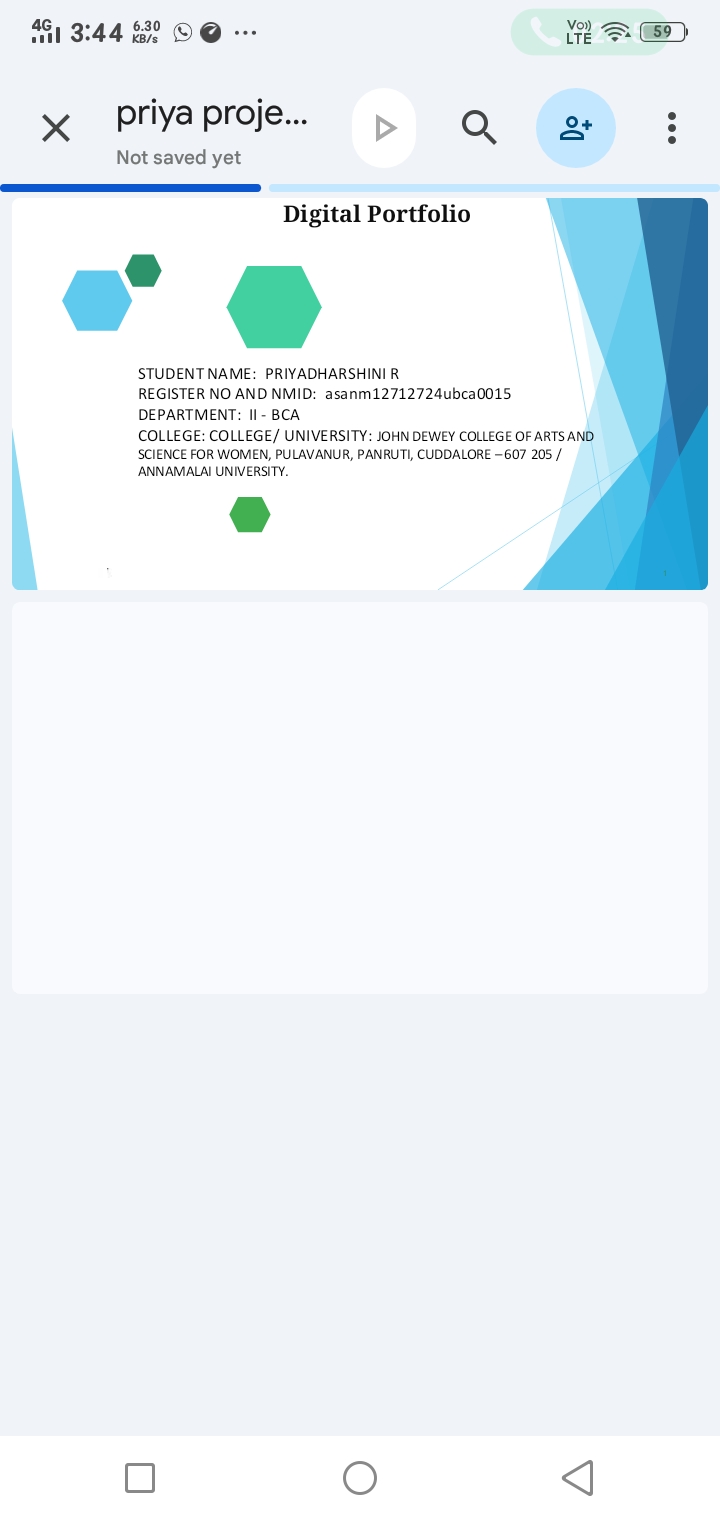 4G 3:44 6.30 KB/s ... Vo)) LTE 59
priya proje...
Not saved yet
Digital Portfolio
STUDENT NAME: PRIYADHARSHINI R
REGISTER NO AND NMID: asanm12712724ubca0015
DEPARTMENT: II - BCA
COLLEGE: COLLEGE/ UNIVERSITY: JOHN DEWEY COLLEGE OF ARTS AND
SCIENCE FOR WOMEN, PULAVANUR, PANRUTI, CUDDALORE – 607 205 /
ANNAMALAI UNIVERSITY.